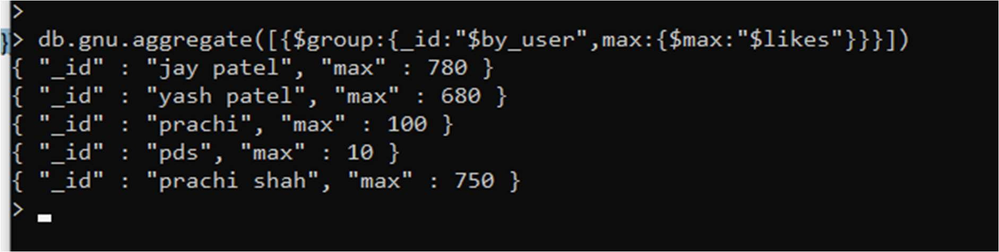 >
}> db.gnu.aggregate([{$group:{_id:"$by_user",max:{$max:"$likes"}}}])
{ "_id" : "jay patel", "max" : 780 }
{ "_id" : "yash patel", "max" : 680 }
{ "_id" : "prachi", "max" : 100 }
{ "_id" : "pds", "max" : 10 }
{ "_id" : "prachi shah", "max" : 750 }
>